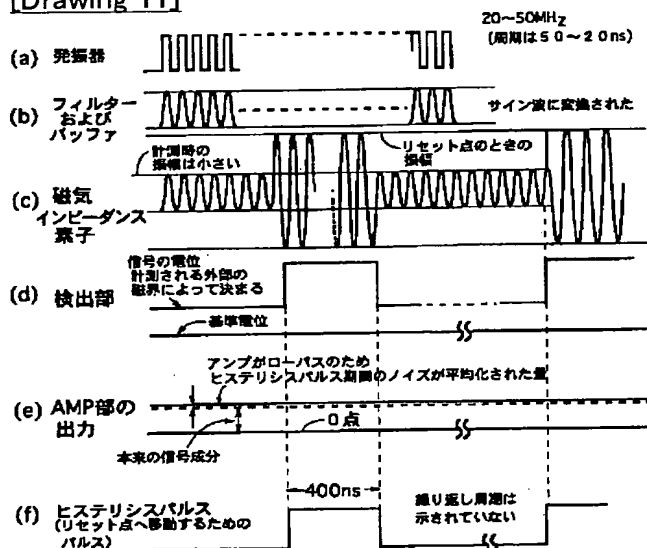 [Drawing 11]
20〜50MHz
(周期は50〜20ns)
(a) 発振器
(b) フィルター
および
バッファ
サイン波に変換された
計測時の
振幅は小さい
リセット点のときの
振幅
(c) 磁気
インピーダンス
素子
信号の電位
計測される外部の
磁界によって決まる
(d) 検出部
基準電位
アンプがローパスのため
ヒステリシスパルス期間のノイズが平均化された量
(e) AMP部の
出力
0点
本来の信号成分
400ns
(f) ヒステリシスパルス
(リセット点へ移動するための
パルス)
繰り返し周期は
示されていない